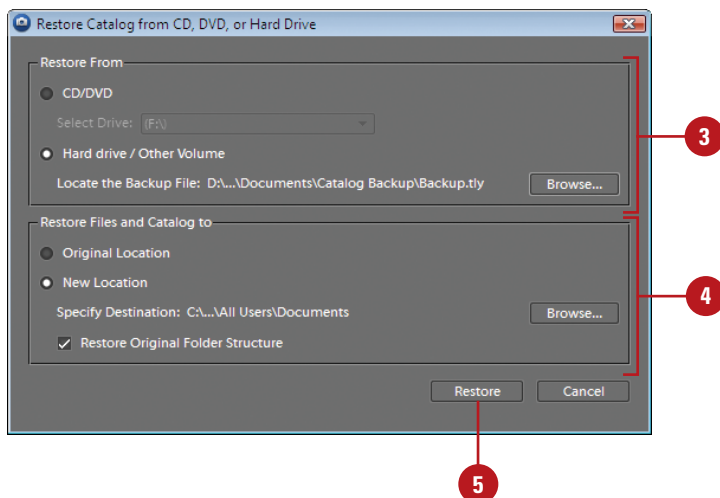 Restore Catalog from CD, DVD, or Hard Drive
Restore From
CD/DVD
Select Drive: (F:\)
Hard drive / Other Volume
Locate the Backup File: D:\...\Documents\Catalog Backup\Backup.tly Browse...
3
Restore Files and Catalog to
Original Location
New Location
Specify Destination: C:\...\All Users\Documents Browse...
4
Restore Original Folder Structure
Restore Cancel
5